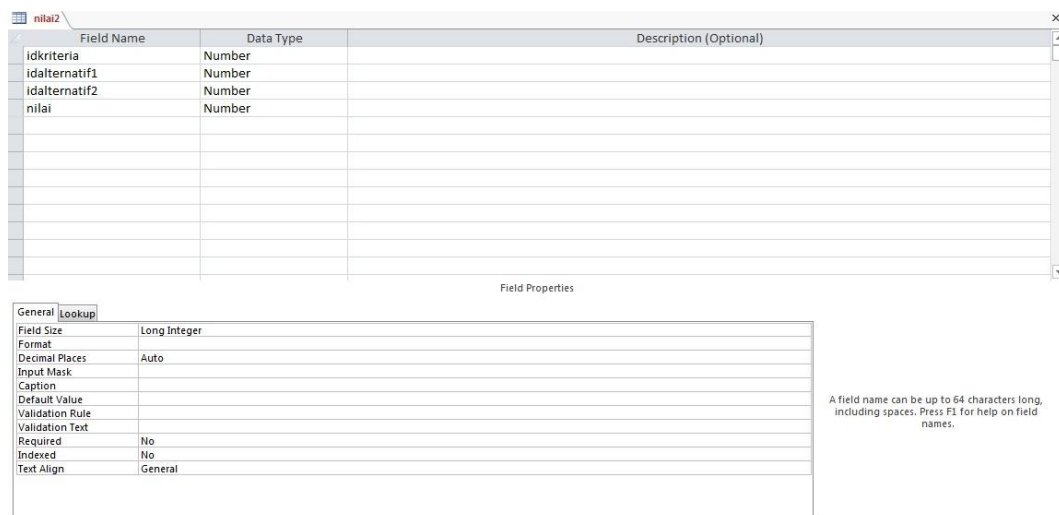 nilai2
Field Name Data Type Description (Optional)
idkriteria Number
idalternatif1 Number
idalternatif2 Number
nilai Number
Field Properties
General Lookup
Field Size Long Integer
Format
Decimal Places Auto
Input Mask
Caption
Default Value
Validation Rule
Validation Text
Required No
Indexed No
Text Align General
A field name can be up to 64 characters long,
including spaces. Press F1 for help on field
names.